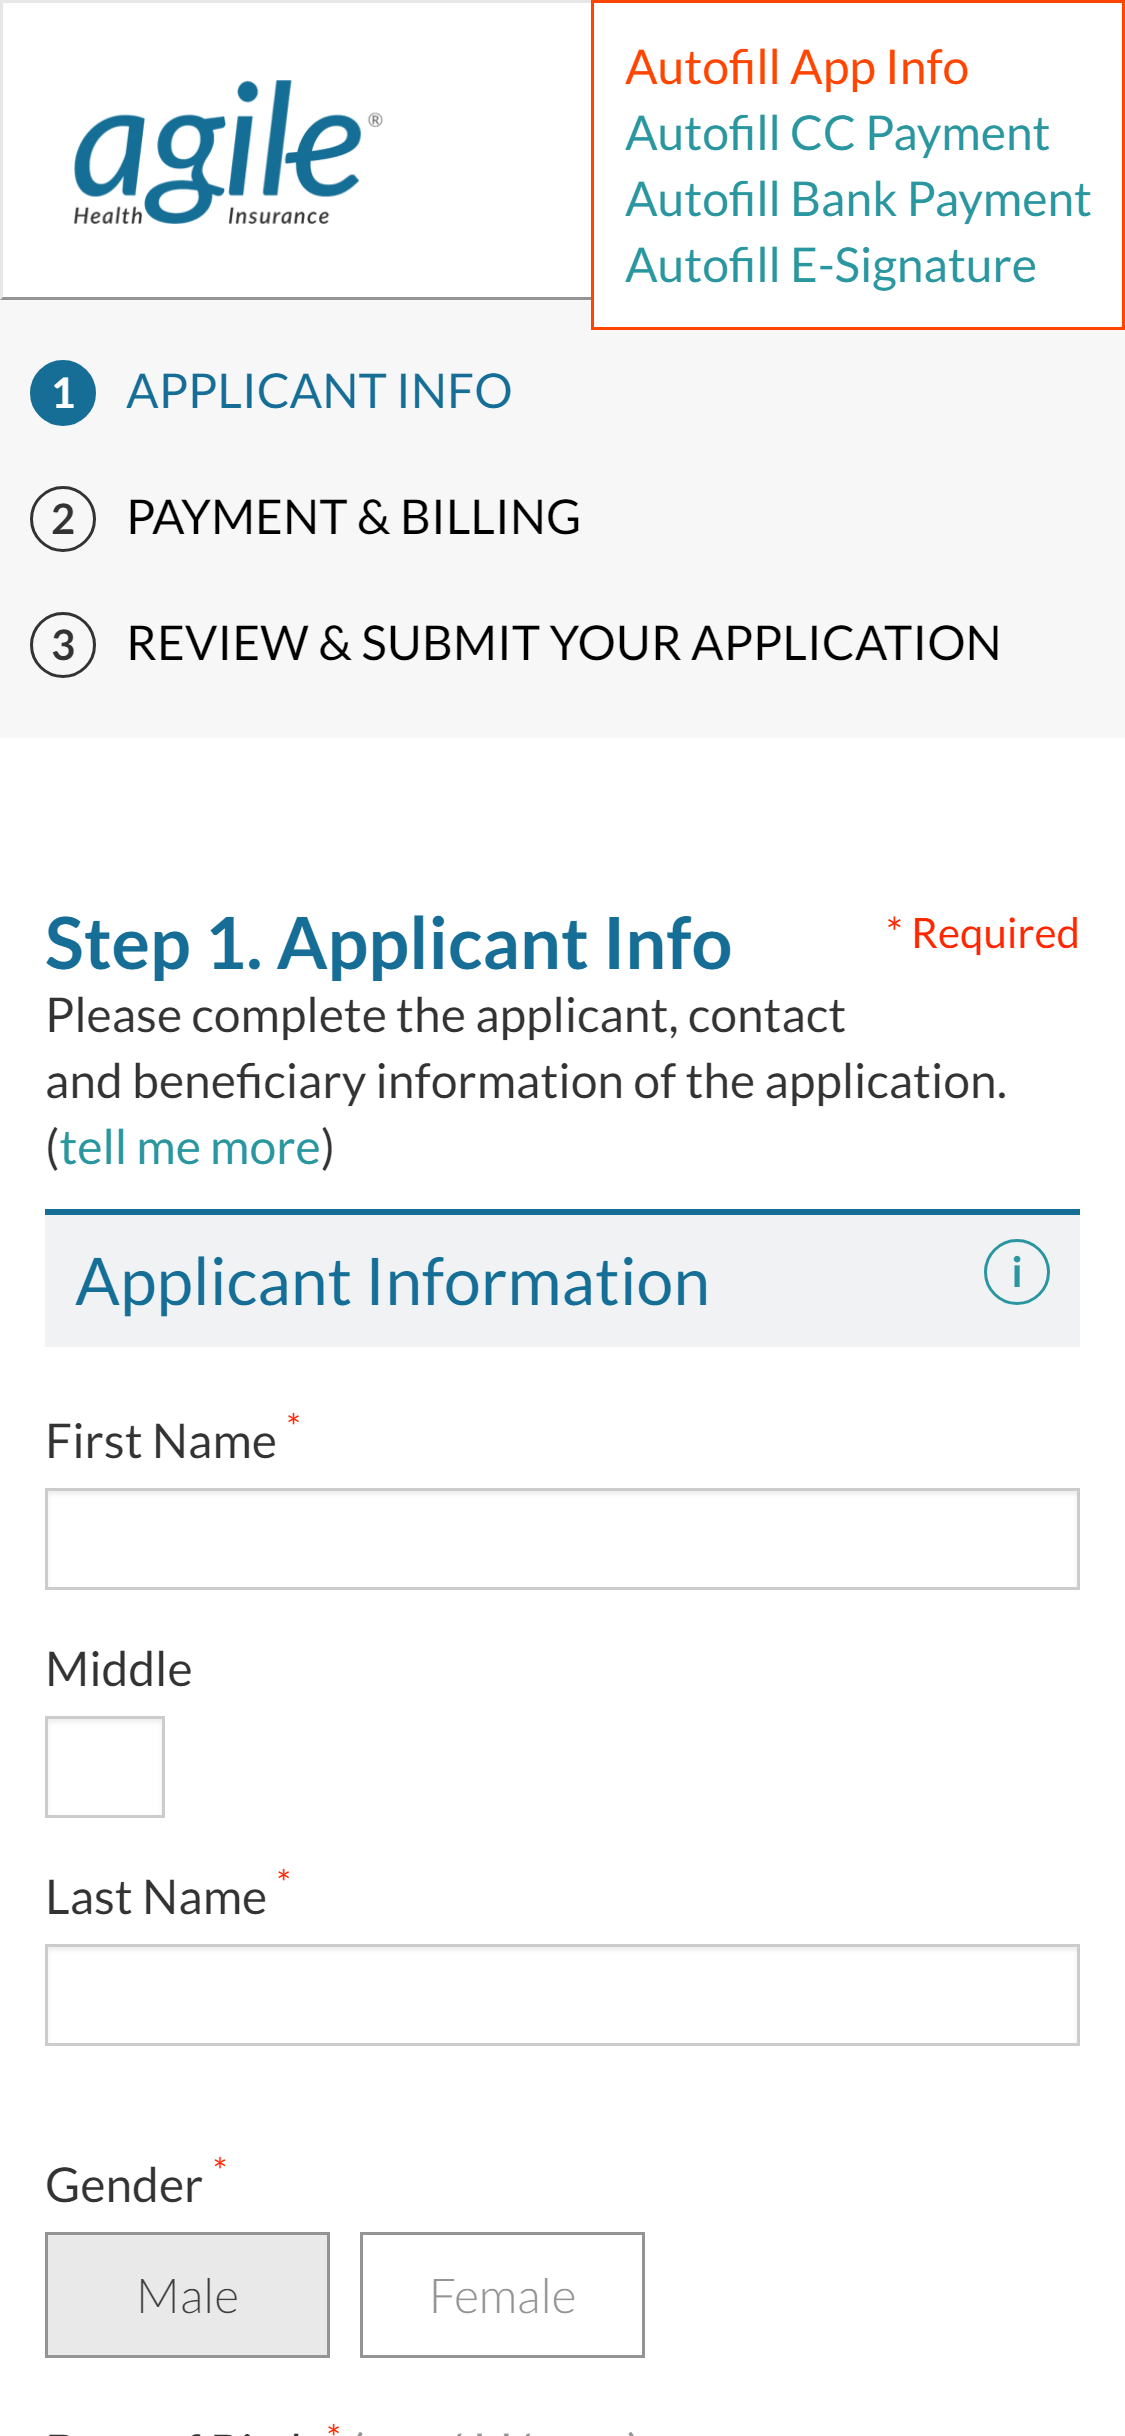 agile®
Health Insurance
Autofill App Info
Autofill CC Payment
Autofill Bank Payment
Autofill E-Signature
1 APPLICANT INFO
2 PAYMENT & BILLING
3 REVIEW & SUBMIT YOUR APPLICATION
Step 1. Applicant Info
* Required
Please complete the applicant, contact
and beneficiary information of the application.
(tell me more)
Applicant Information
i
First Name *
Middle
Last Name *
Gender *
Male Female